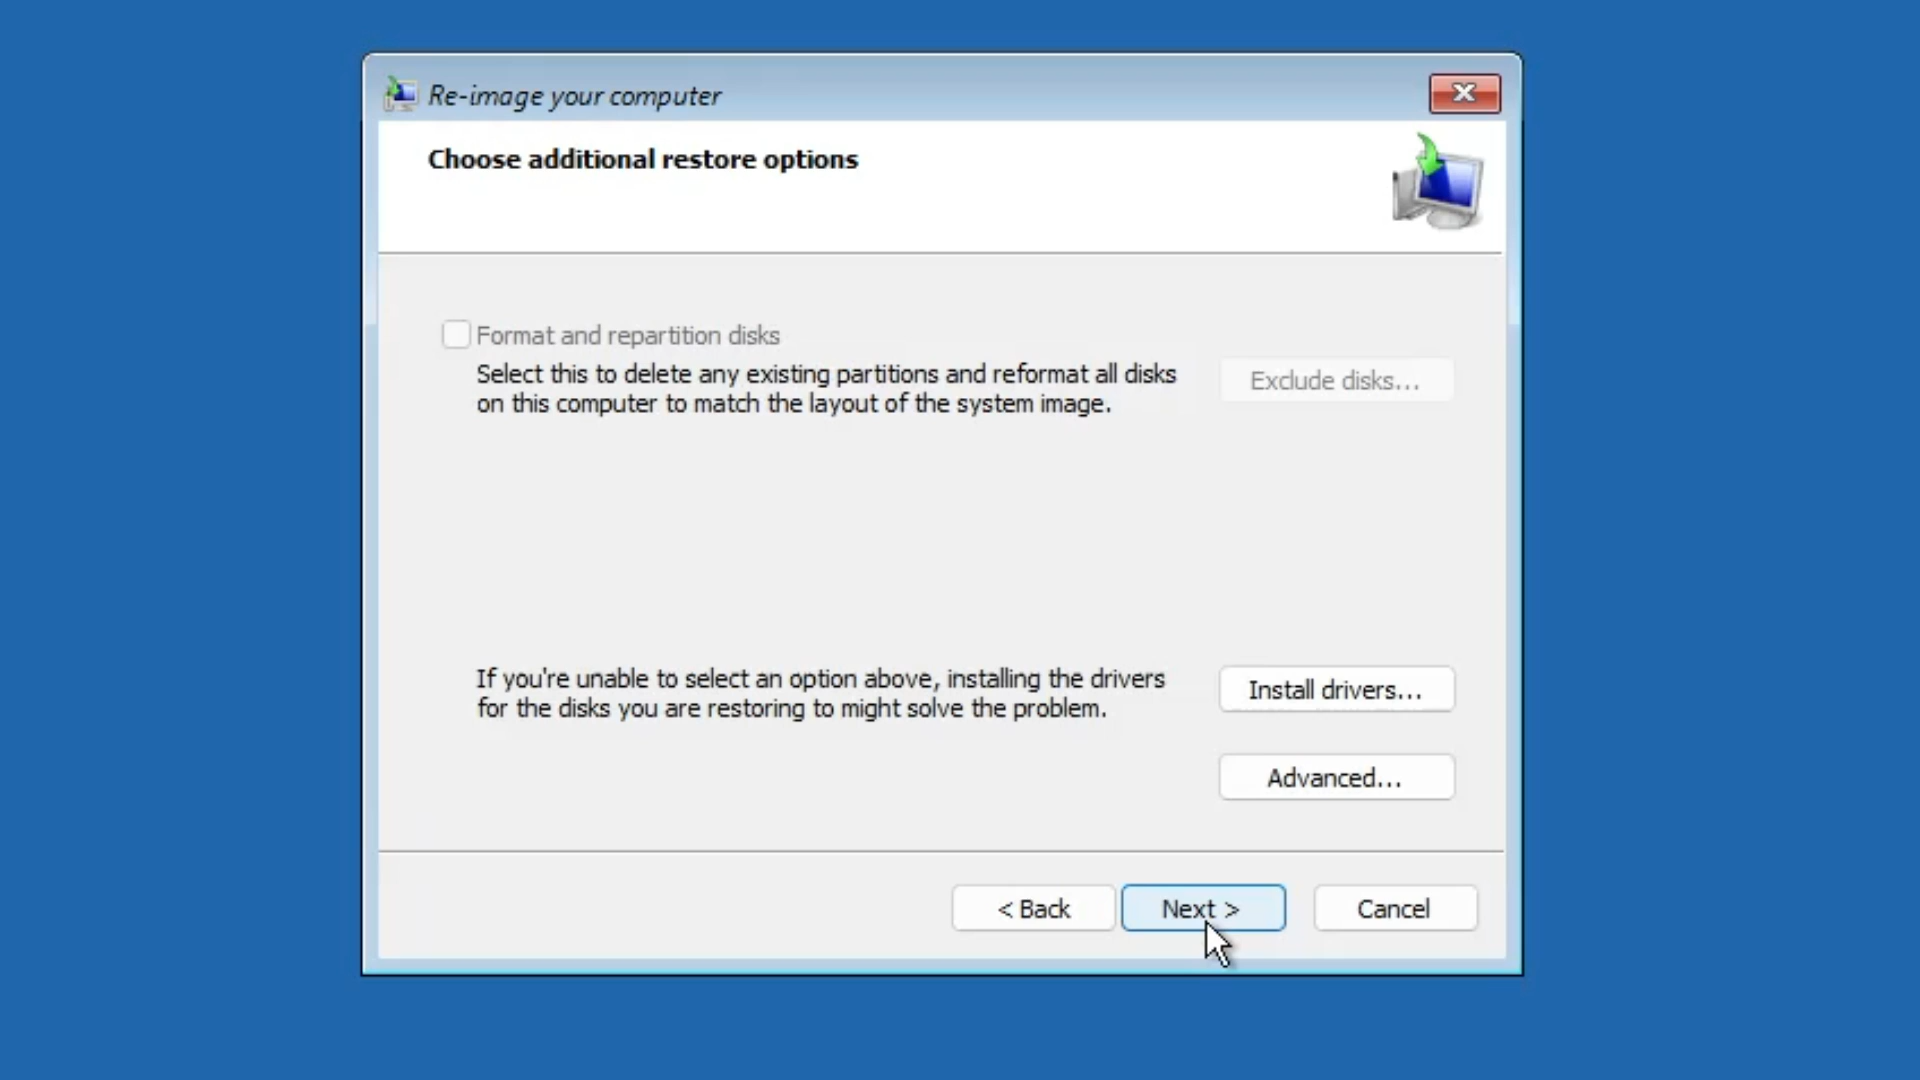 Re-image your computer
Choose additional restore options
Format and repartition disks
Select this to delete any existing partitions and reformat all disks
on this computer to match the layout of the system image.
Exclude disks...
If you're unable to select an option above, installing the drivers
for the disks you are restoring to might solve the problem.
Install drivers...
Advanced...
< Back
Next >
Cancel